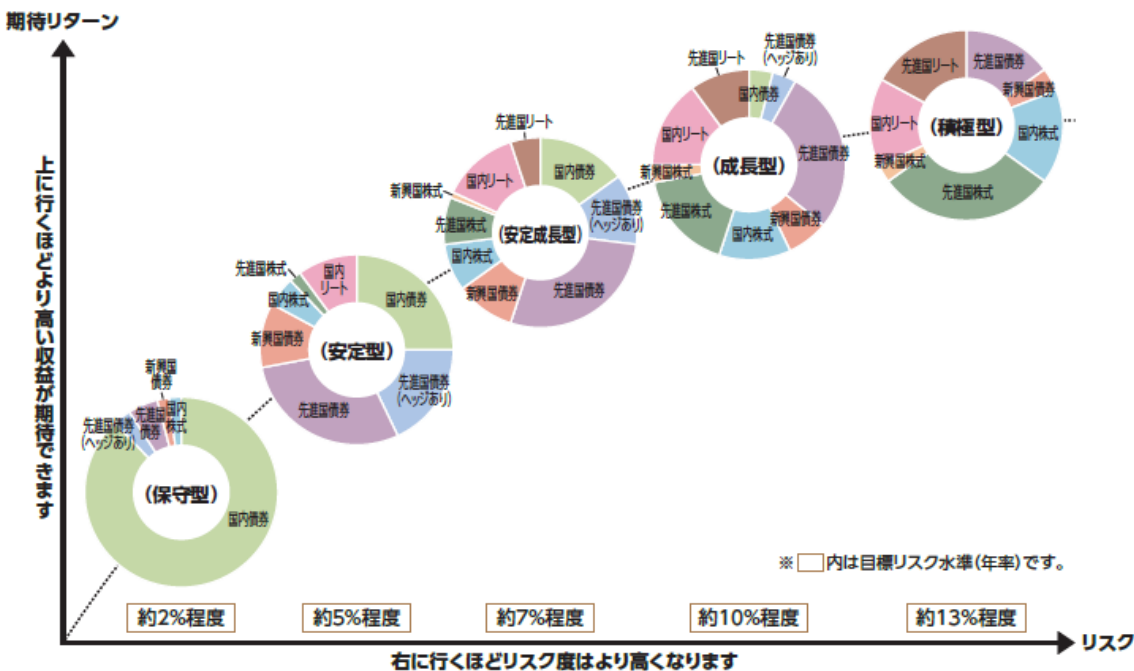 期待リターン
上に行くほどより高い収益が期待できます
新興国
債券
先進国債券
(ヘッジあり)
先進国
債券
国内
株式
(保守型)
国内債券
先進国株式
国内
リート
国内株式
国内債券
新興国債券
(安定型)
先進国債券
(ヘッジあり)
先進国債券
先進国リート
国内リート
国内債券
新興国株式
先進国株式
(安定成長型)
先進国債券
(ヘッジあり)
国内株式
新興国債券
先進国債券
先進国リート
先進国債券
(ヘッジあり)
国内債券
国内リート
先進国債券
(成長型)
新興国株式
先進国株式
新興国債券
国内株式
先進国リート
先進国債券
新興国債券
国内リート
(積極型)
国内株式
新興国株式
先進国株式
※ 内は目標リスク水準(年率)です。
約2%程度
約5%程度
約7%程度
約10%程度
約13%程度
リスク
右に行くほどリスク度はより高くなります